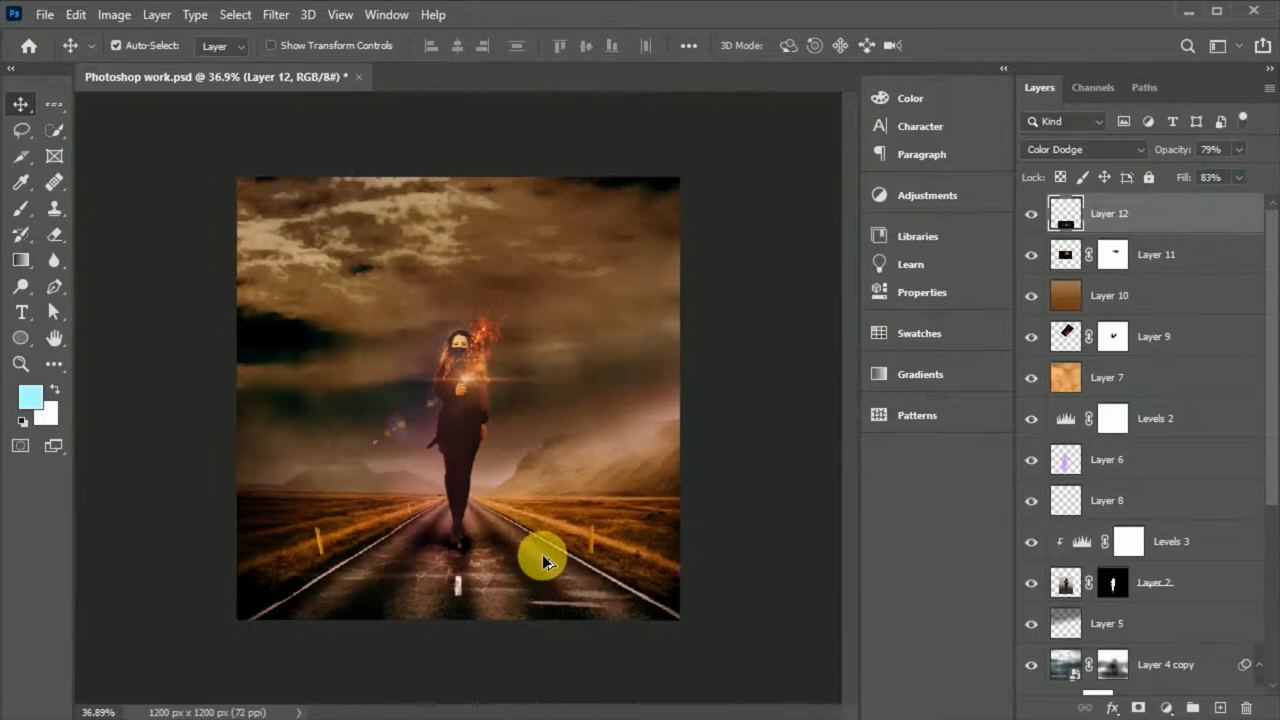 Ps File Edit Image Layer Type Select Filter 3D View Window Help
Auto-Select: Layer Show Transform Controls 3D Mode:
Photoshop work.psd @ 36.9% (Layer 12, RGB/8#) *
Color
Character
Paragraph
Adjustments
Libraries
Learn
Properties
Swatches
Gradients
Patterns
Layers Channels Paths
Kind
Color Dodge Opacity: 79%
Lock: Fill: 83%
Layer 12
Layer 11
Layer 10
Layer 9
Layer 7
Levels 2
Layer 6
Layer 8
Levels 3
Layer 2
Layer 5
Layer 4 copy
36.89% 1200 px x 1200 px (72 ppi)